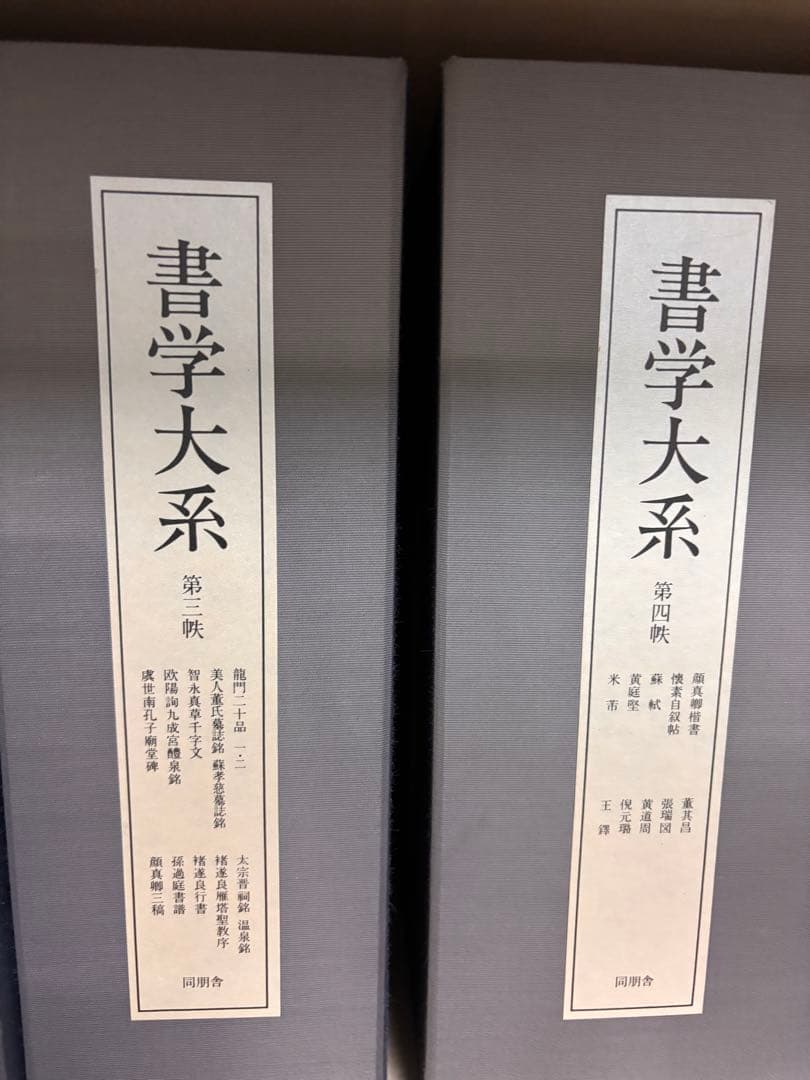 書学大系
第三帙
龍門二十品 一・二
美人董氏墓誌銘 蘇孝慈墓誌銘
智永真草千字文
欧陽詢九成宮醴泉銘
虞世南孔子廟堂碑
太宗晋祠銘 温泉銘
褚遂良雁塔聖教序
褚遂良行書
孫過庭書譜
顔真卿三稿
同朋舎
書学大系
第四帙
顔真卿楷書
懐素自叙帖
蘇軾
黄庭堅
米芾
董其昌
張瑞図
黄道周
倪元璐
王鐸
同朋舎